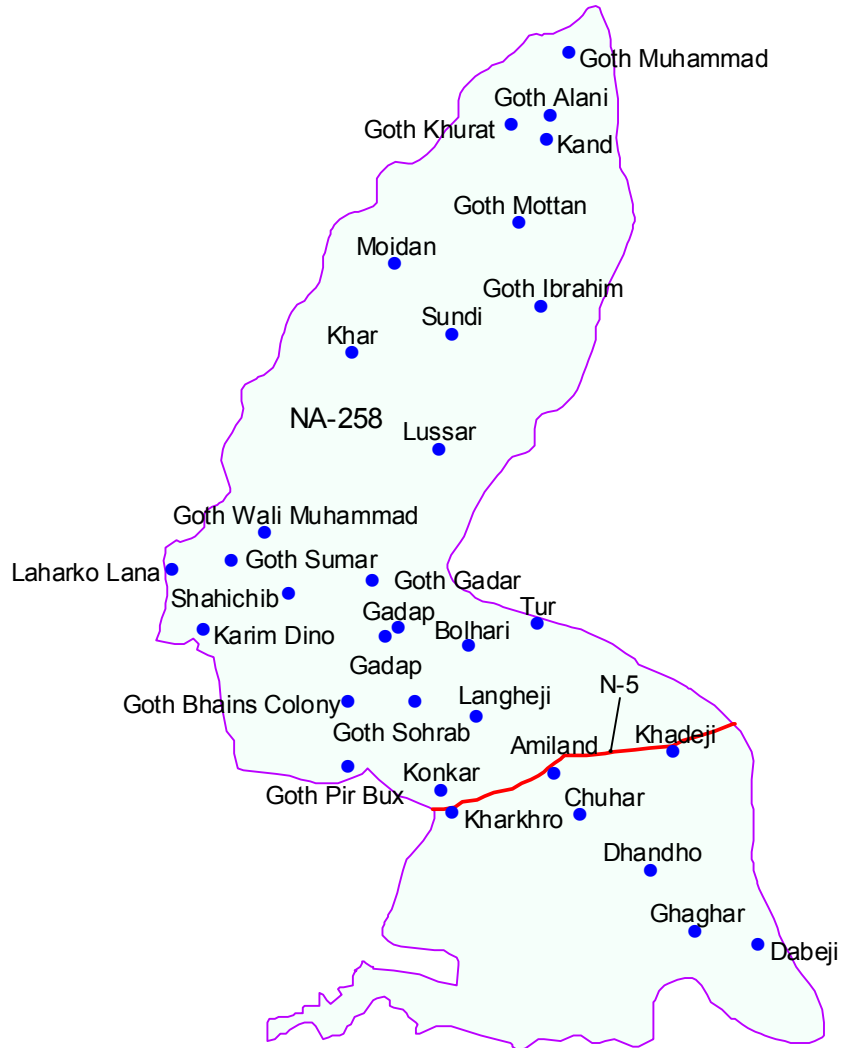 Goth Muhammad
Goth Alani
Goth Khurat
Kand
Goth Mottan
Moidan
Goth Ibrahim
Sundi
Khar
NA-258
Lussar
Goth Wali Muhammad
Goth Sumar
Laharko Lana
Goth Gadar
Shahichib
Tur
Gadap
Karim Dino
Bolhari
Gadap
N-5
Goth Bhains Colony
Langheji
Goth Sohrab
Khadeji
Amiland
Konkar
Goth Pir Bux
Chuhar
Kharkhro
Dhandho
Ghaghar
Dabeji